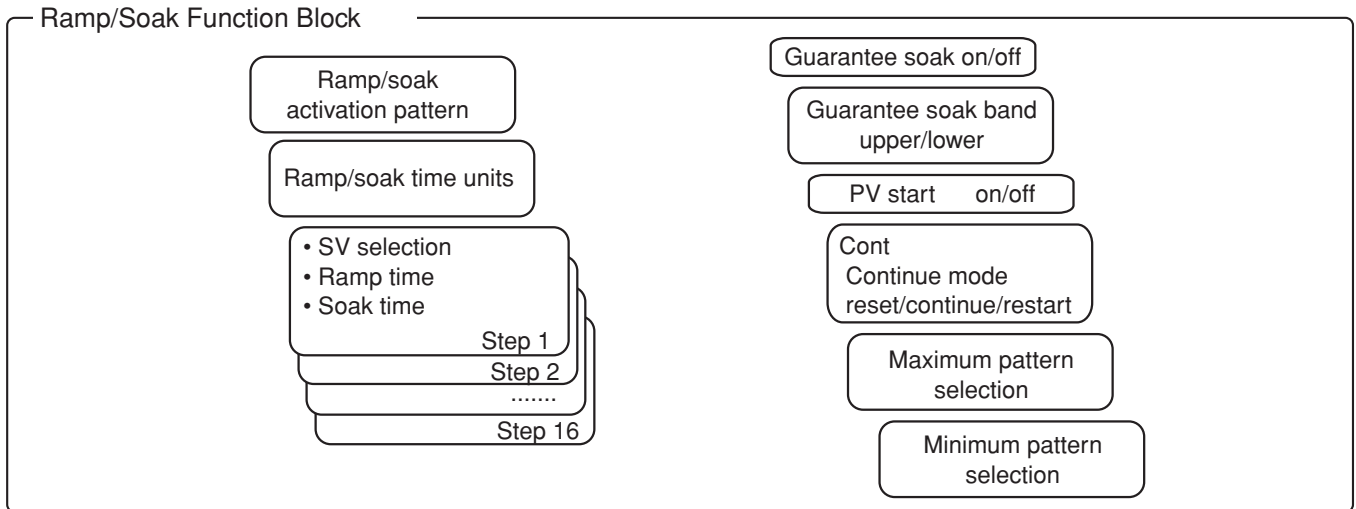 Ramp/Soak Function Block
Ramp/soak
activation pattern
Ramp/soak time units
• SV selection
• Ramp time
• Soak time
Step 1
Step 2
.......
Step 16
Guarantee soak on/off
Guarantee soak band
upper/lower
PV start on/off
Cont
Continue mode
reset/continue/restart
Maximum pattern
selection
Minimum pattern
selection